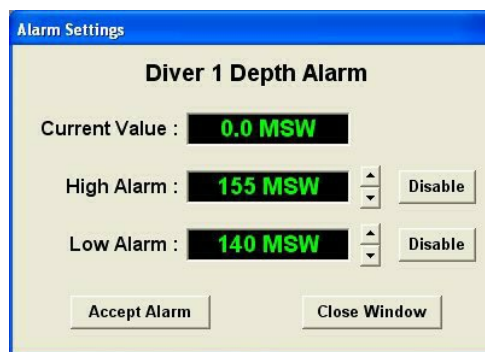 Alarm Settings
Diver 1 Depth Alarm
Current Value : 0.0 MSW
High Alarm : 155 MSW Disable
Low Alarm : 140 MSW Disable
Accept Alarm Close Window